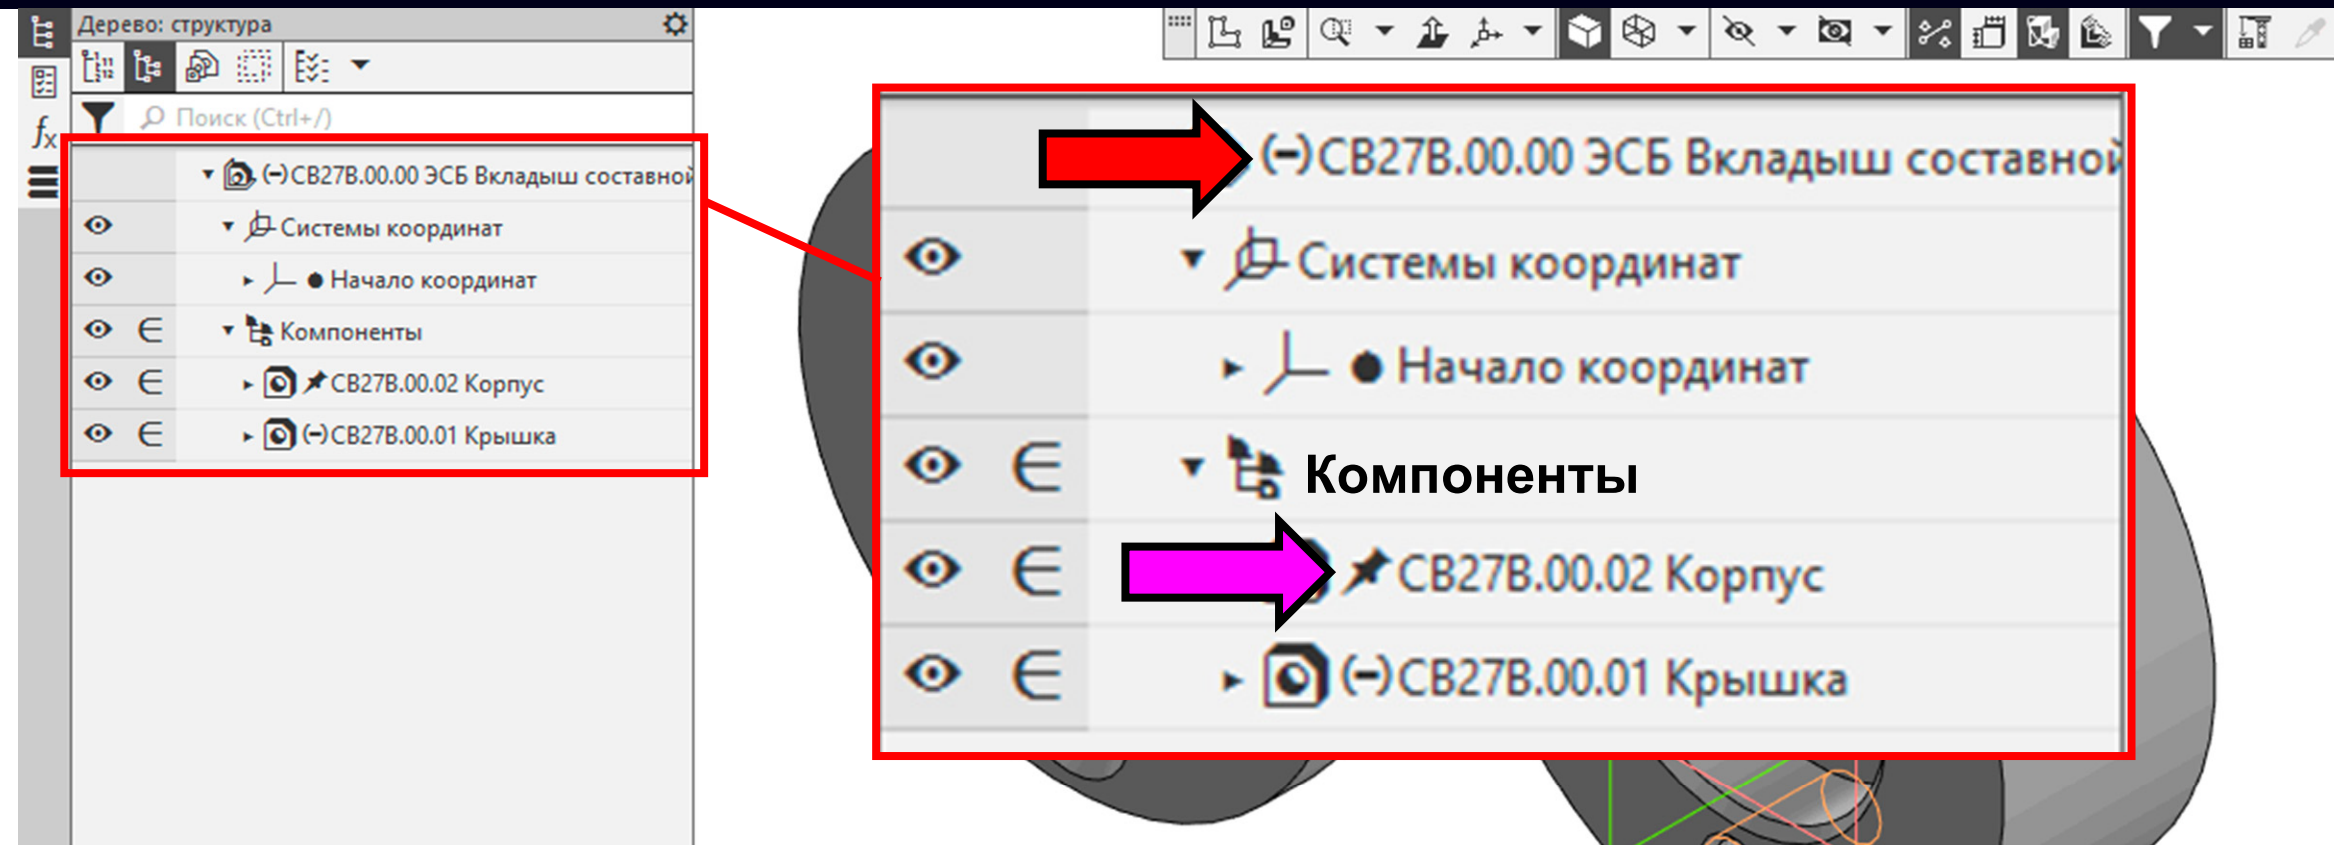 Дерево: структура
Поиск (Ctrl+/)
(-)СВ27В.00.00 ЭСБ Вкладыш составной
Системы координат
Начало координат
Компоненты
СВ27В.00.02 Корпус
(-)СВ27В.00.01 Крышка
(-)СВ27В.00.00 ЭСБ Вкладыш составной
Системы координат
Начало координат
Компоненты
СВ27В.00.02 Корпус
(-)СВ27В.00.01 Крышка